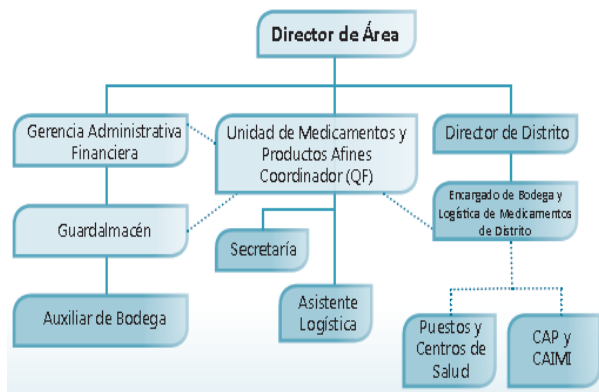 Director de Área
Gerencia Administrativa
Financiera
Unidad de Medicamentos y
Productos Afines
Coordinador (QF)
Director de Distrito
Guardalmacén
Encargado de Bodega y
Logística de Medicamentos
de Distrito
Secretaría
Auxiliar de Bodega
Asistente
Logística
Puestos y
Centros de
Salud
CAP y
CAIMI